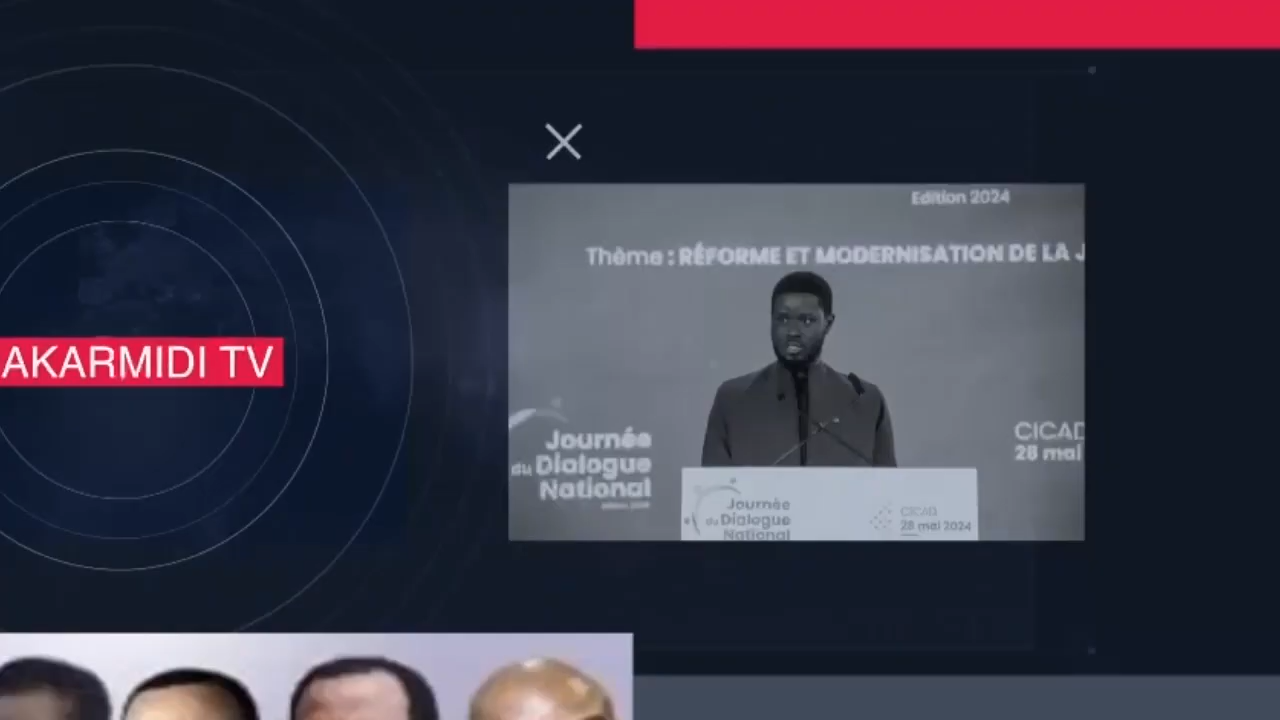 Edition 2024
Thème : RÉFORME ET MODERNISATION DE LA J
AKARMIDI TV
Journée
du Dialogue
National
CICAD
28 mai
Journée
du Dialogue
National
CICAD
28 mai 2024